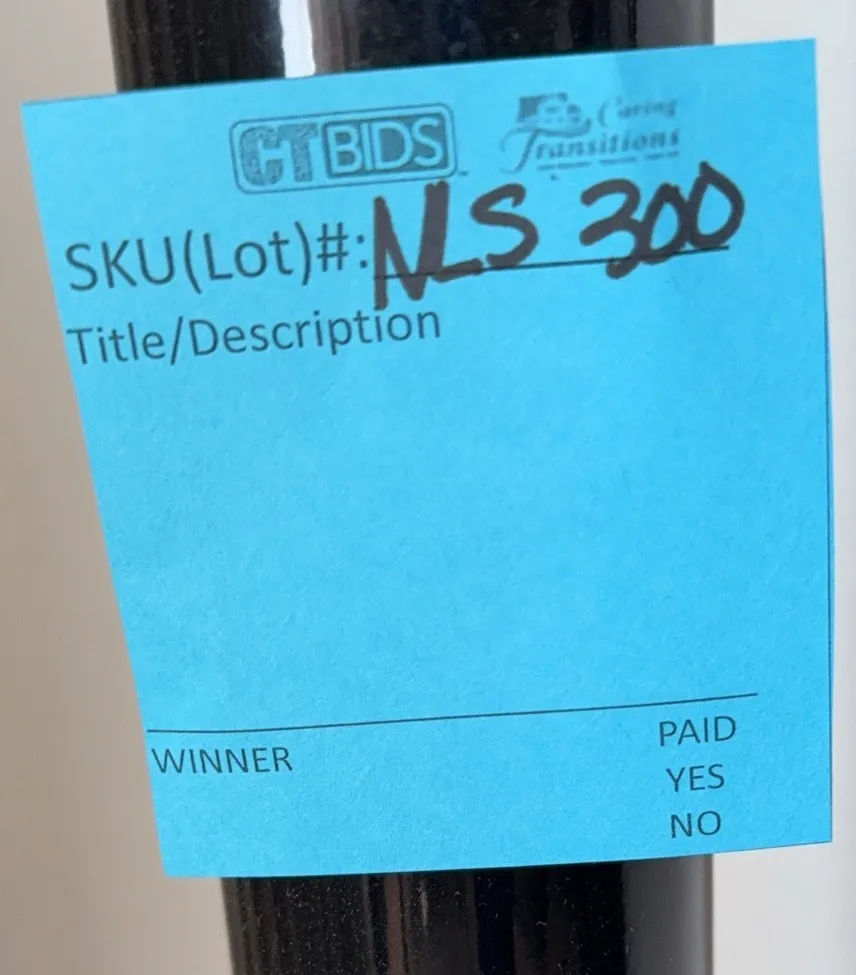 CTBIDS
Caring
Transitions
SKU(Lot)#: NLS 300
Title/Description
WINNER
PAID
YES
NO